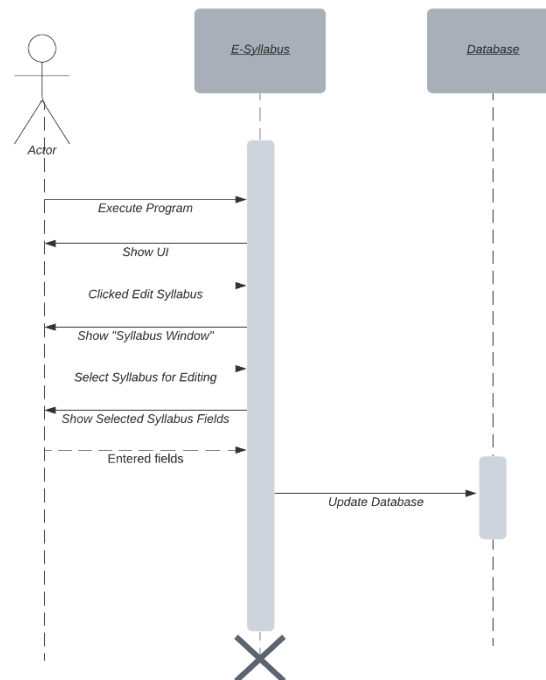 E-Syllabus
Database
Actor
Execute Program
Show UI
Clicked Edit Syllabus
Show "Syllabus Window"
Select Syllabus for Editing
Show Selected Syllabus Fields
Entered fields
Update Database